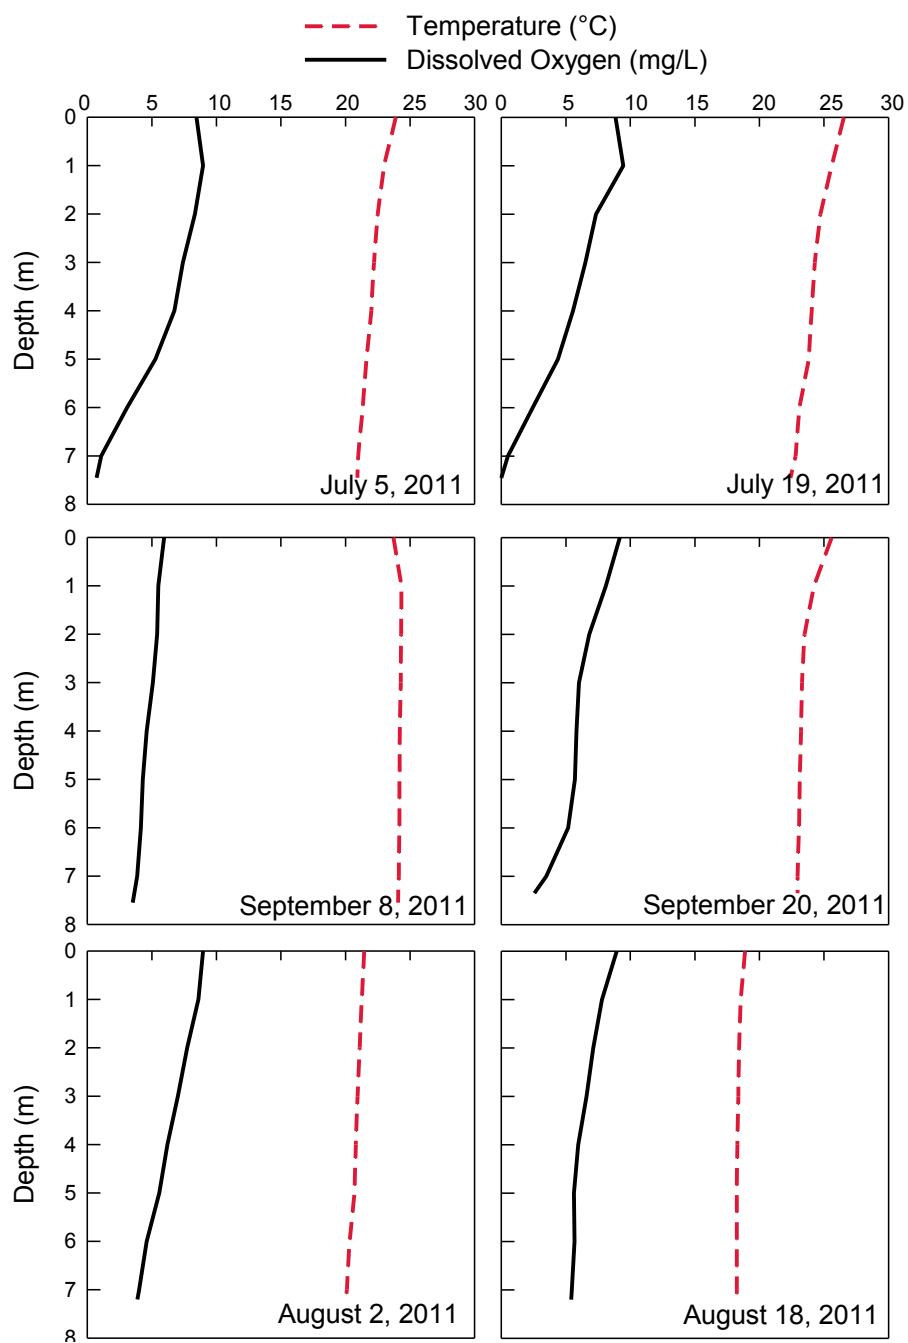 Temperature (°C)
Dissolved Oxygen (mg/L)
0 5 10 15 20 25 30 0 5 10 15 20 25 30
0
1
2
3
4
5
6
7
8
Depth (m)
July 5, 2011
July 19, 2011
0
1
2
3
4
5
6
7
8
Depth (m)
September 8, 2011
September 20, 2011
0
1
2
3
4
5
6
7
8
Depth (m)
August 2, 2011
August 18, 2011